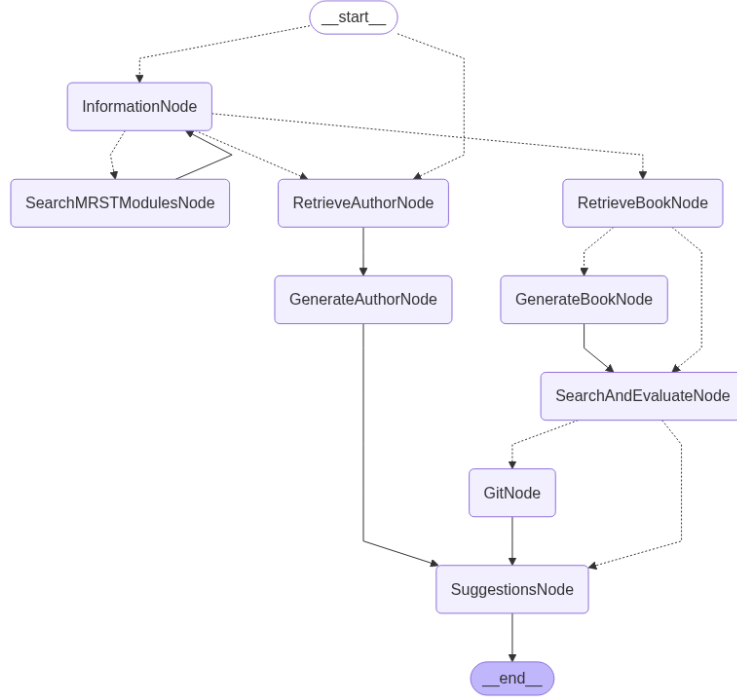 __start__
InformationNode
SearchMRSTModulesNode
RetrieveAuthorNode
RetrieveBookNode
GenerateAuthorNode
GenerateBookNode
SearchAndEvaluateNode
GitNode
SuggestionsNode
__end__